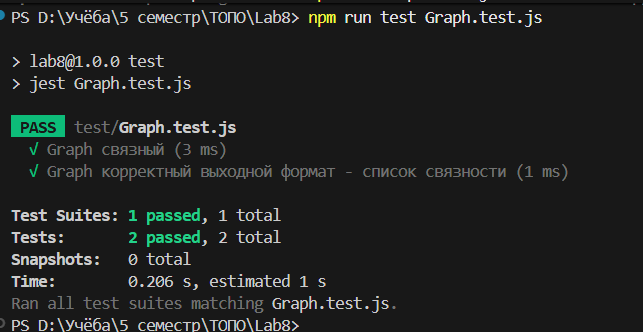 PS D:\Учёба\5 семестр\ТОПО\Lab8> npm run test Graph.test.js
> lab8@1.0.0 test
> jest Graph.test.js
PASS test/Graph.test.js
√ Graph связный (3 ms)
√ Graph корректный выходной формат - список связности (1 ms)
Test Suites: 1 passed, 1 total
Tests: 2 passed, 2 total
Snapshots: 0 total
Time: 0.206 s, estimated 1 s
Ran all test suites matching Graph.test.js.
PS D:\Учёба\5 семестр\ТОПО\Lab8>